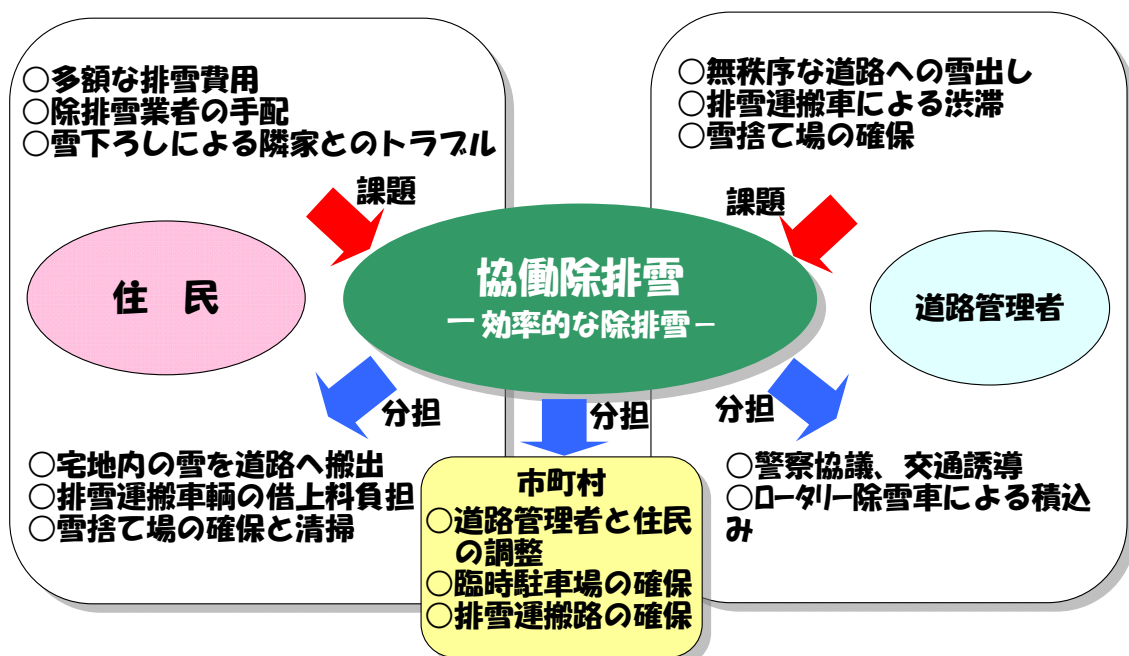 ○多額な排雪費用
○除排雪業者の手配
○雪下ろしによる隣家とのトラブル
課題
住 民
分担
○宅地内の雪を道路へ搬出
○排雪運搬車輌の借上料負担
○雪捨て場の確保と清掃
協働除排雪
－効率的な除排雪－
分担
市町村
○道路管理者と住民
の調整
○臨時駐車場の確保
○排雪運搬路の確保
○無秩序な道路への雪出し
○排雪運搬車による渋滞
○雪捨て場の確保
課題
道路管理者
分担
○警察協議、交通誘導
○ﾛｰﾀﾘｰ除雪車による積込
み